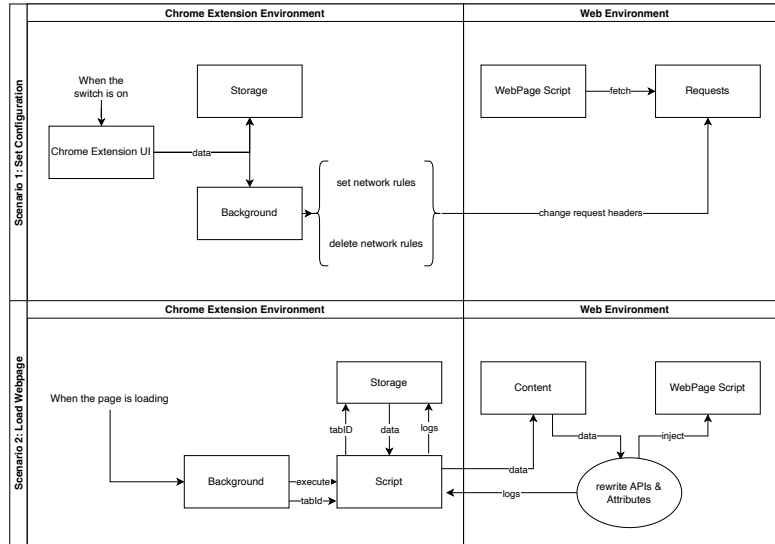 Chrome Extension Environment
Web Environment
Scenario 1: Set Configuration
When the
switch is on
Storage
WebPage Script
fetch
Requests
Chrome Extension UI
data
set network rules
Background
change request headers
delete network rules
Chrome Extension Environment
Web Environment
Scenario 2: Load Webpage
When the page is loading
Storage
Content
WebPage Script
tabID
data
logs
data
inject
Background
execute
tabId
Script
data
logs
rewrite APIs &
Attributes